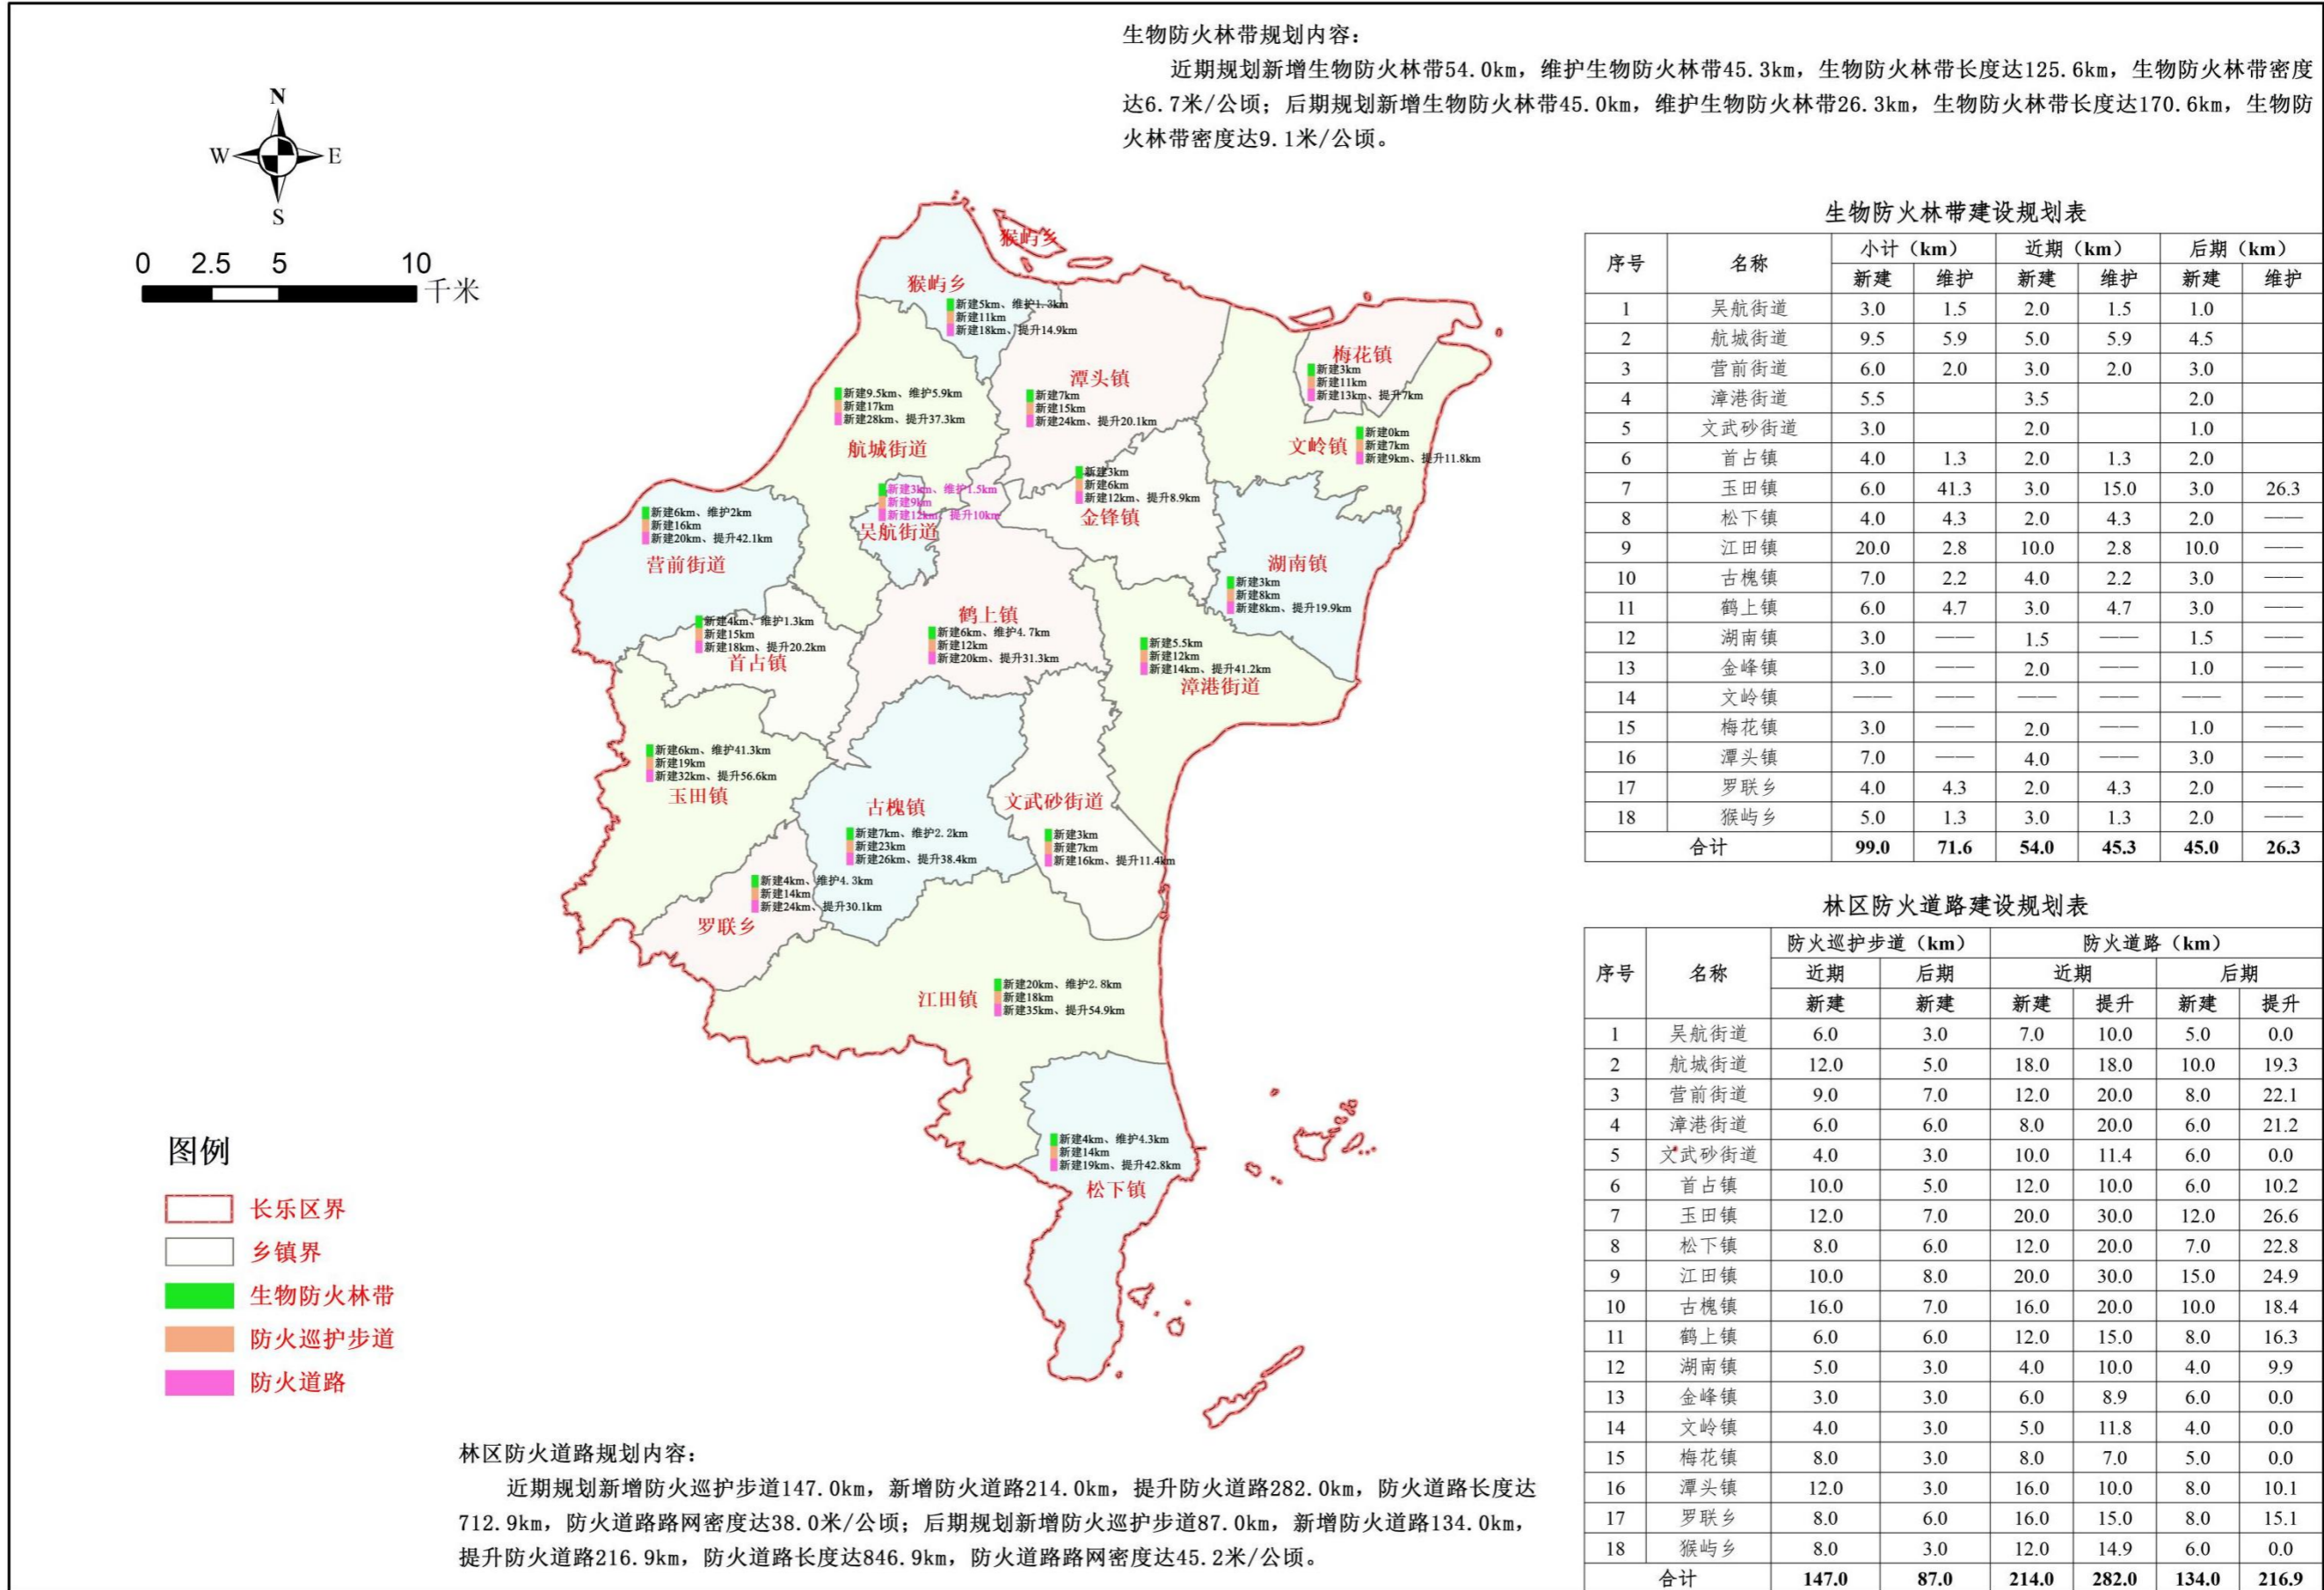 生物防火林带规划内容：
近期规划新增生物防火林带54.0km，维护生物防火林带45.3km，生物防火林带长度达125.6km，生物防火林带密度
达6.7米/公顷；后期规划新增生物防火林带45.0km，维护生物防火林带26.3km，生物防火林带长度达170.6km，生物防
火林带密度达9.1米/公顷。
N
W E
S
0 2.5 5 10
千米
猴屿乡
猴屿乡
新建5km、维护1.3km
新建11km
新建18km、提升14.9km
梅花镇
新建3km
新建11km
新建13km、提升7km
潭头镇
新建7km
新建15km
新建24km、提升20.1km
新建9.5km、维护5.9km
新建17km
新建28km、提升37.3km
航城街道
文岭镇
新建0km
新建7km
新建9km、提升11.8km
新建3km
新建6km
新建12km、提升8.9km
金锋镇
新建3km、维护1.5km
新建9km
新建12km、提升10km
吴航街道
新建6km、维护2km
新建16km
新建20km、提升42.1km
营前街道
湖南镇
新建3km
新建8km
新建8km、提升19.9km
鹤上镇
新建6km、维护4.7km
新建12km
新建20km、提升31.3km
新建4km、维护1.3km
新建15km
新建18km、提升20.2km
首占镇
新建5.5km
新建12km
新建14km、提升41.2km
漳港街道
新建6km、维护41.3km
新建19km
新建32km、提升56.6km
玉田镇
古槐镇
新建7km、维护2.2km
新建23km
新建26km、提升38.4km
文武砂街道
新建3km
新建7km
新建16km、提升11.4km
新建4km、维护4.3km
新建14km
新建24km、提升30.1km
罗联乡
江田镇
新建20km、维护2.8km
新建18km
新建35km、提升54.9km
新建4km、维护4.3km
新建14km
新建19km、提升42.8km
松下镇
图例
长乐区界
乡镇界
生物防火林带
防火巡护步道
防火道路
林区防火道路规划内容：
近期规划新增防火巡护步道147.0km，新增防火道路214.0km，提升防火道路282.0km，防火道路长度达
712.9km，防火道路路网密度达38.0米/公顷；后期规划新增防火巡护步道87.0km，新增防火道路134.0km，
提升防火道路216.9km，防火道路长度达846.9km，防火道路路网密度达45.2米/公顷。
生物防火林带建设规划表
序号 名称 小计（km） 近期（km） 后期（km）
新建 维护 新建 维护 新建 维护
1 吴航街道 3.0 1.5 2.0 1.5 1.0
2 航城街道 9.5 5.9 5.0 5.9 4.5
3 营前街道 6.0 2.0 3.0 2.0 3.0
4 漳港街道 5.5 3.5 2.0
5 文武砂街道 3.0 2.0 1.0
6 首占镇 4.0 1.3 2.0 1.3 2.0
7 玉田镇 6.0 41.3 3.0 15.0 3.0 26.3
8 松下镇 4.0 4.3 2.0 4.3 2.0 ——
9 江田镇 20.0 2.8 10.0 2.8 10.0 ——
10 古槐镇 7.0 2.2 4.0 2.2 3.0 ——
11 鹤上镇 6.0 4.7 3.0 4.7 3.0 ——
12 湖南镇 3.0 —— 1.5 —— 1.5 ——
13 金峰镇 3.0 —— 2.0 —— 1.0 ——
14 文岭镇 —— —— —— —— —— ——
15 梅花镇 3.0 —— 2.0 —— 1.0 ——
16 潭头镇 7.0 —— 4.0 —— 3.0 ——
17 罗联乡 4.0 4.3 2.0 4.3 2.0 ——
18 猴屿乡 5.0 1.3 3.0 1.3 2.0 ——
合计 99.0 71.6 54.0 45.3 45.0 26.3
林区防火道路建设规划表
序号 名称 防火巡护步道（km） 防火道路（km）
近期 后期 近期 后期
新建 新建 新建 提升 新建 提升
1 吴航街道 6.0 3.0 7.0 10.0 5.0 0.0
2 航城街道 12.0 5.0 18.0 18.0 10.0 19.3
3 营前街道 9.0 7.0 12.0 20.0 8.0 22.1
4 漳港街道 6.0 6.0 8.0 20.0 6.0 21.2
5 文武砂街道 4.0 3.0 10.0 11.4 6.0 0.0
6 首占镇 10.0 5.0 12.0 10.0 6.0 10.2
7 玉田镇 12.0 7.0 20.0 30.0 12.0 26.6
8 松下镇 8.0 6.0 12.0 20.0 7.0 22.8
9 江田镇 10.0 8.0 20.0 30.0 15.0 24.9
10 古槐镇 16.0 7.0 16.0 20.0 10.0 18.4
11 鹤上镇 6.0 6.0 12.0 15.0 8.0 16.3
12 湖南镇 5.0 3.0 4.0 10.0 4.0 9.9
13 金峰镇 3.0 3.0 6.0 8.9 6.0 0.0
14 文岭镇 4.0 3.0 5.0 11.8 4.0 0.0
15 梅花镇 8.0 3.0 8.0 7.0 5.0 0.0
16 潭头镇 12.0 3.0 16.0 10.0 8.0 10.1
17 罗联乡 8.0 6.0 16.0 15.0 8.0 15.1
18 猴屿乡 8.0 3.0 12.0 14.9 6.0 0.0
合计 147.0 87.0 214.0 282.0 134.0 216.9